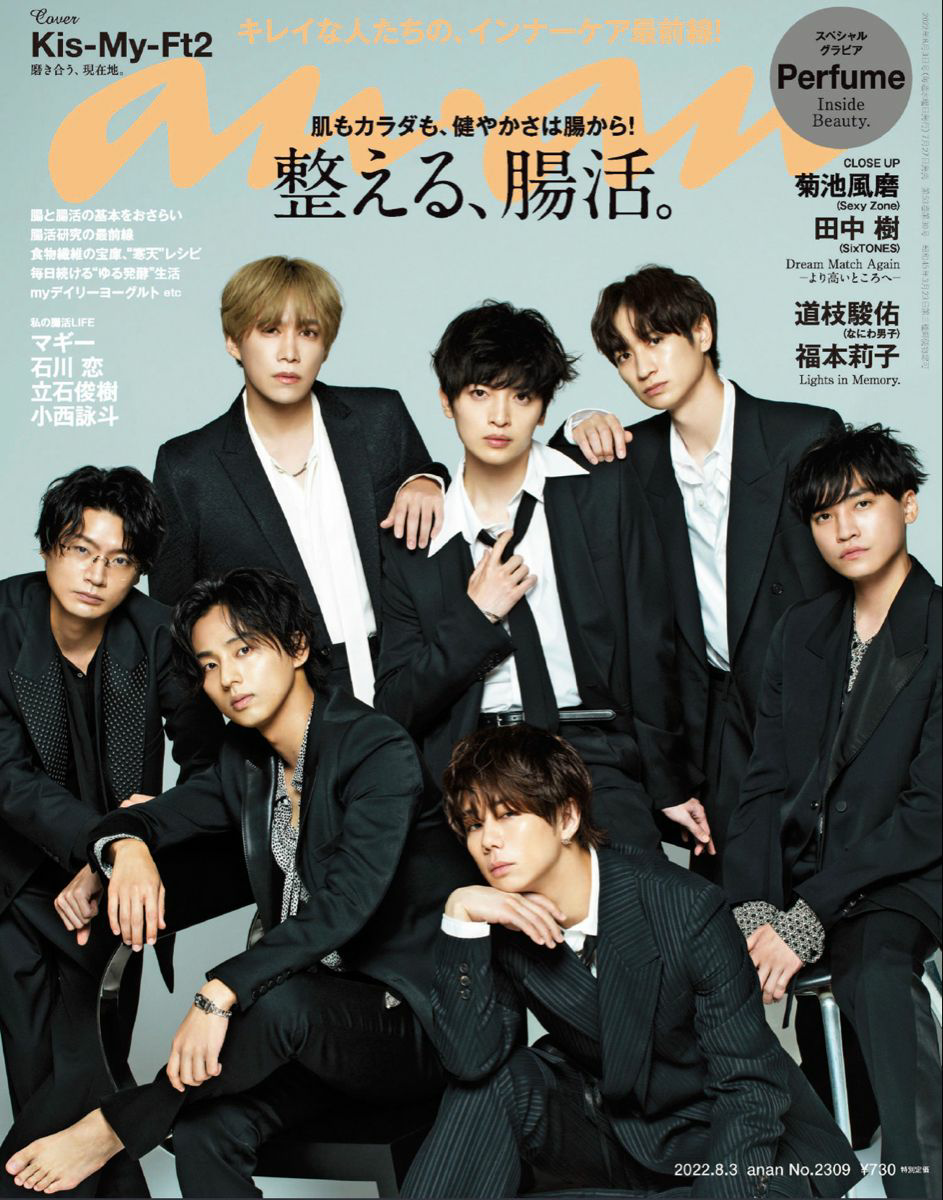 Cover
Kis-My-Ft2
磨き合う、現在地。
キレイな人たちの、インナーケア最前線!
anan
スペシャル
グラビア
Perfume
Inside
Beauty.
肌もカラダも、健やかさは腸から!
整える、腸活。
腸と腸活の基本をおさらい
腸活研究の最前線
食物繊維の宝庫、“寒天”レシピ
毎日続ける“ゆる発酵”生活
myデイリーヨーグルト etc
私の腸活LIFE
マギー
石川 恋
立石俊樹
小西詠斗
CLOSE UP
菊池風磨
(Sexy Zone)
田中 樹
(SixTONES)
Dream Match Again
―より高いところへ―
道枝駿佑
(なにわ男子)
福本莉子
Lights in Memory.
2022.8.3 anan No.2309 ¥730 特別定価